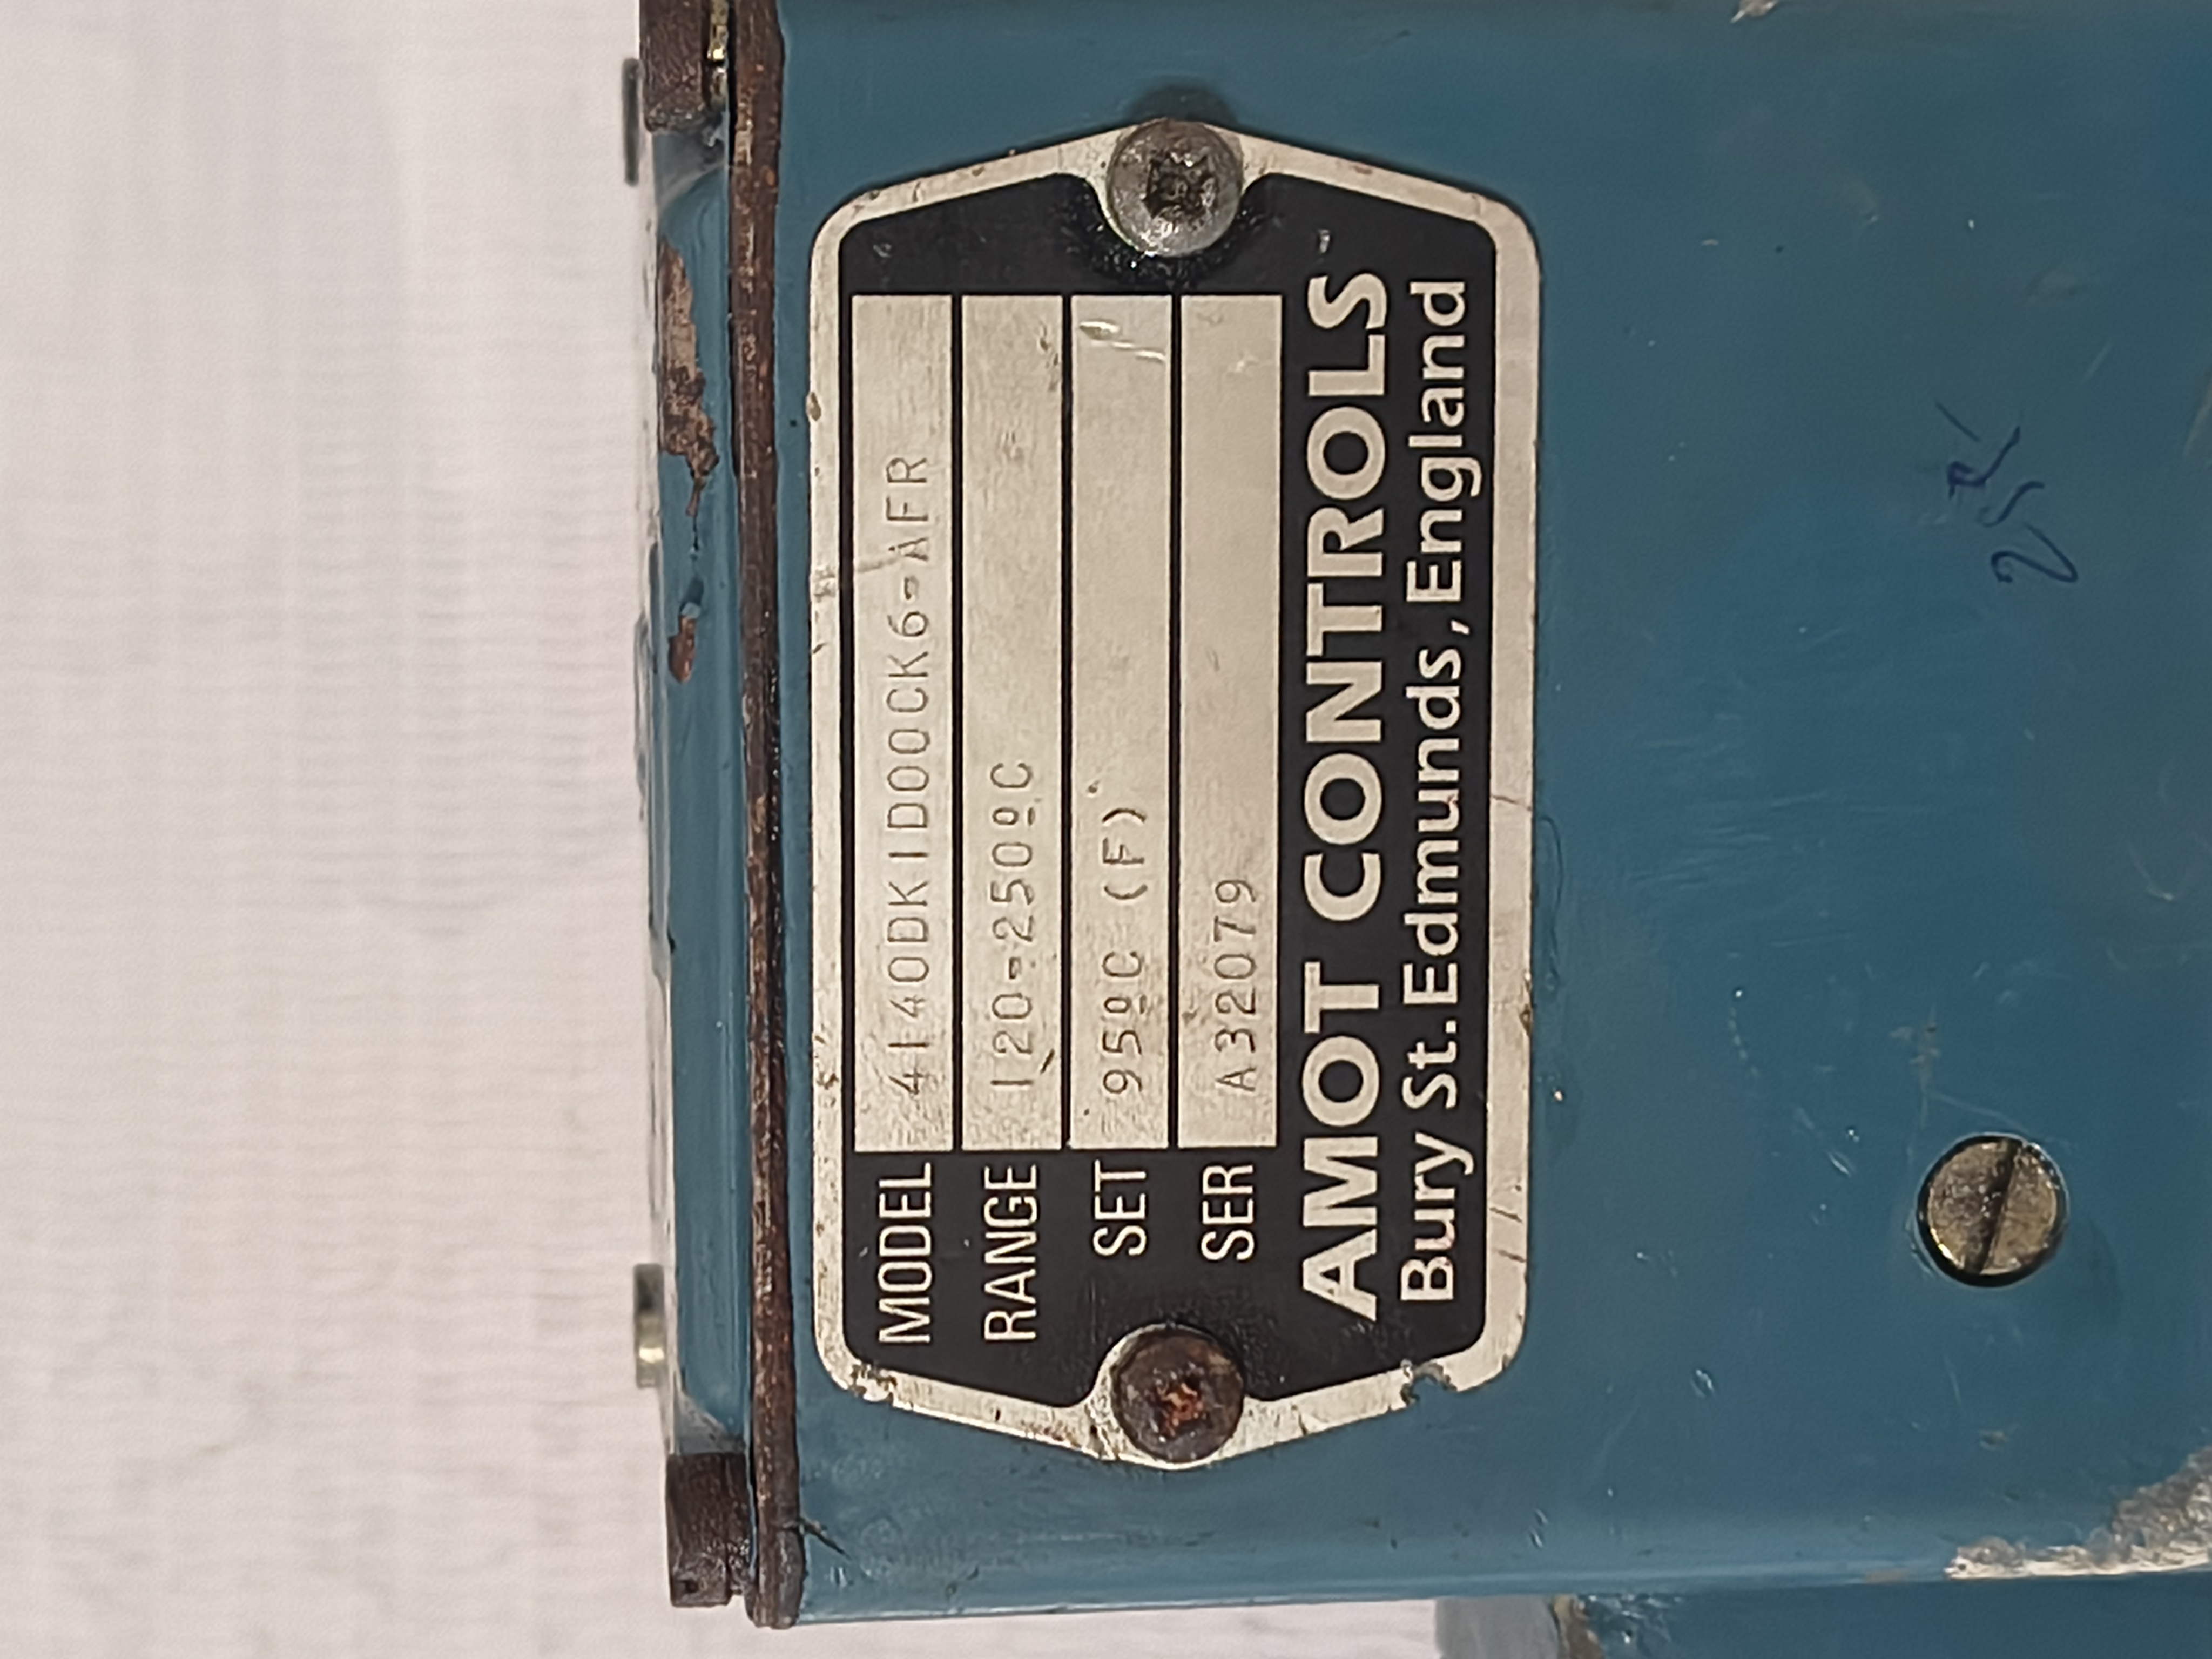 MODEL 4140DK1D00CK6-AFR
RANGE 120-250ºC
SET 95ºC (F)
SER A32079
AMOT CONTROLS
Bury St.Edmunds, England